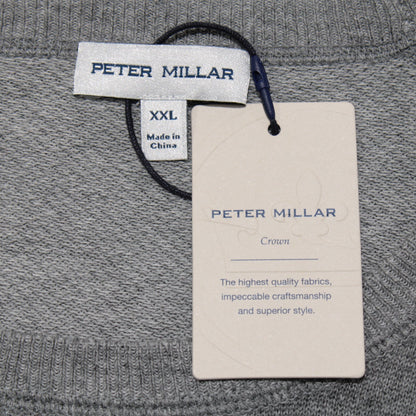 PETER MILLAR
XXL
Made in
China
PETER MILLAR
Crown
The highest quality fabrics,
impeccable craftsmanship
and superior style.